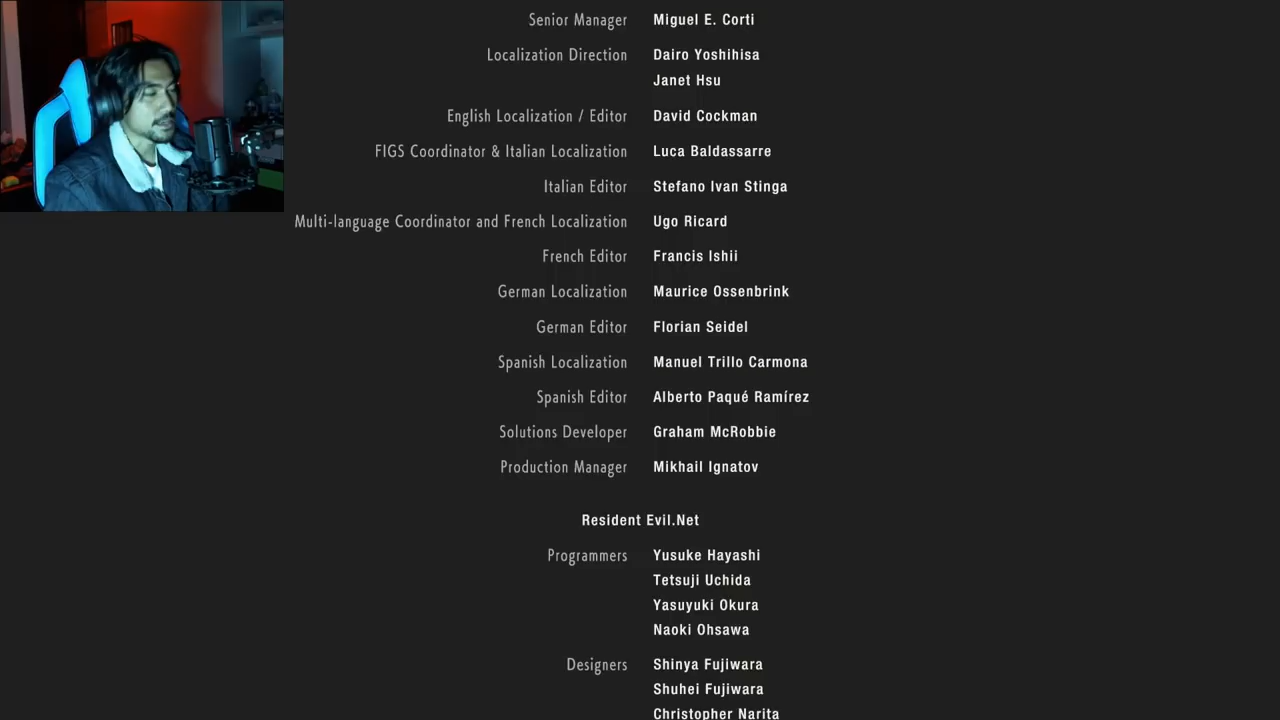 Senior Manager Miguel E. Corti
Localization Direction Dairo Yoshihisa
Janet Hsu
English Localization / Editor David Cockman
FIGS Coordinator & Italian Localization Luca Baldassarre
Italian Editor Stefano Ivan Stinga
Multi-language Coordinator and French Localization Ugo Ricard
French Editor Francis Ishii
German Localization Maurice Ossenbrink
German Editor Florian Seidel
Spanish Localization Manuel Trillo Carmona
Spanish Editor Alberto Paqué Ramírez
Solutions Developer Graham McRobbie
Production Manager Mikhail Ignatov
Resident Evil.Net
Programmers Yusuke Hayashi
Tetsuji Uchida
Yasuyuki Okura
Naoki Ohsawa
Designers Shinya Fujiwara
Shuhei Fujiwara
Christopher Narita